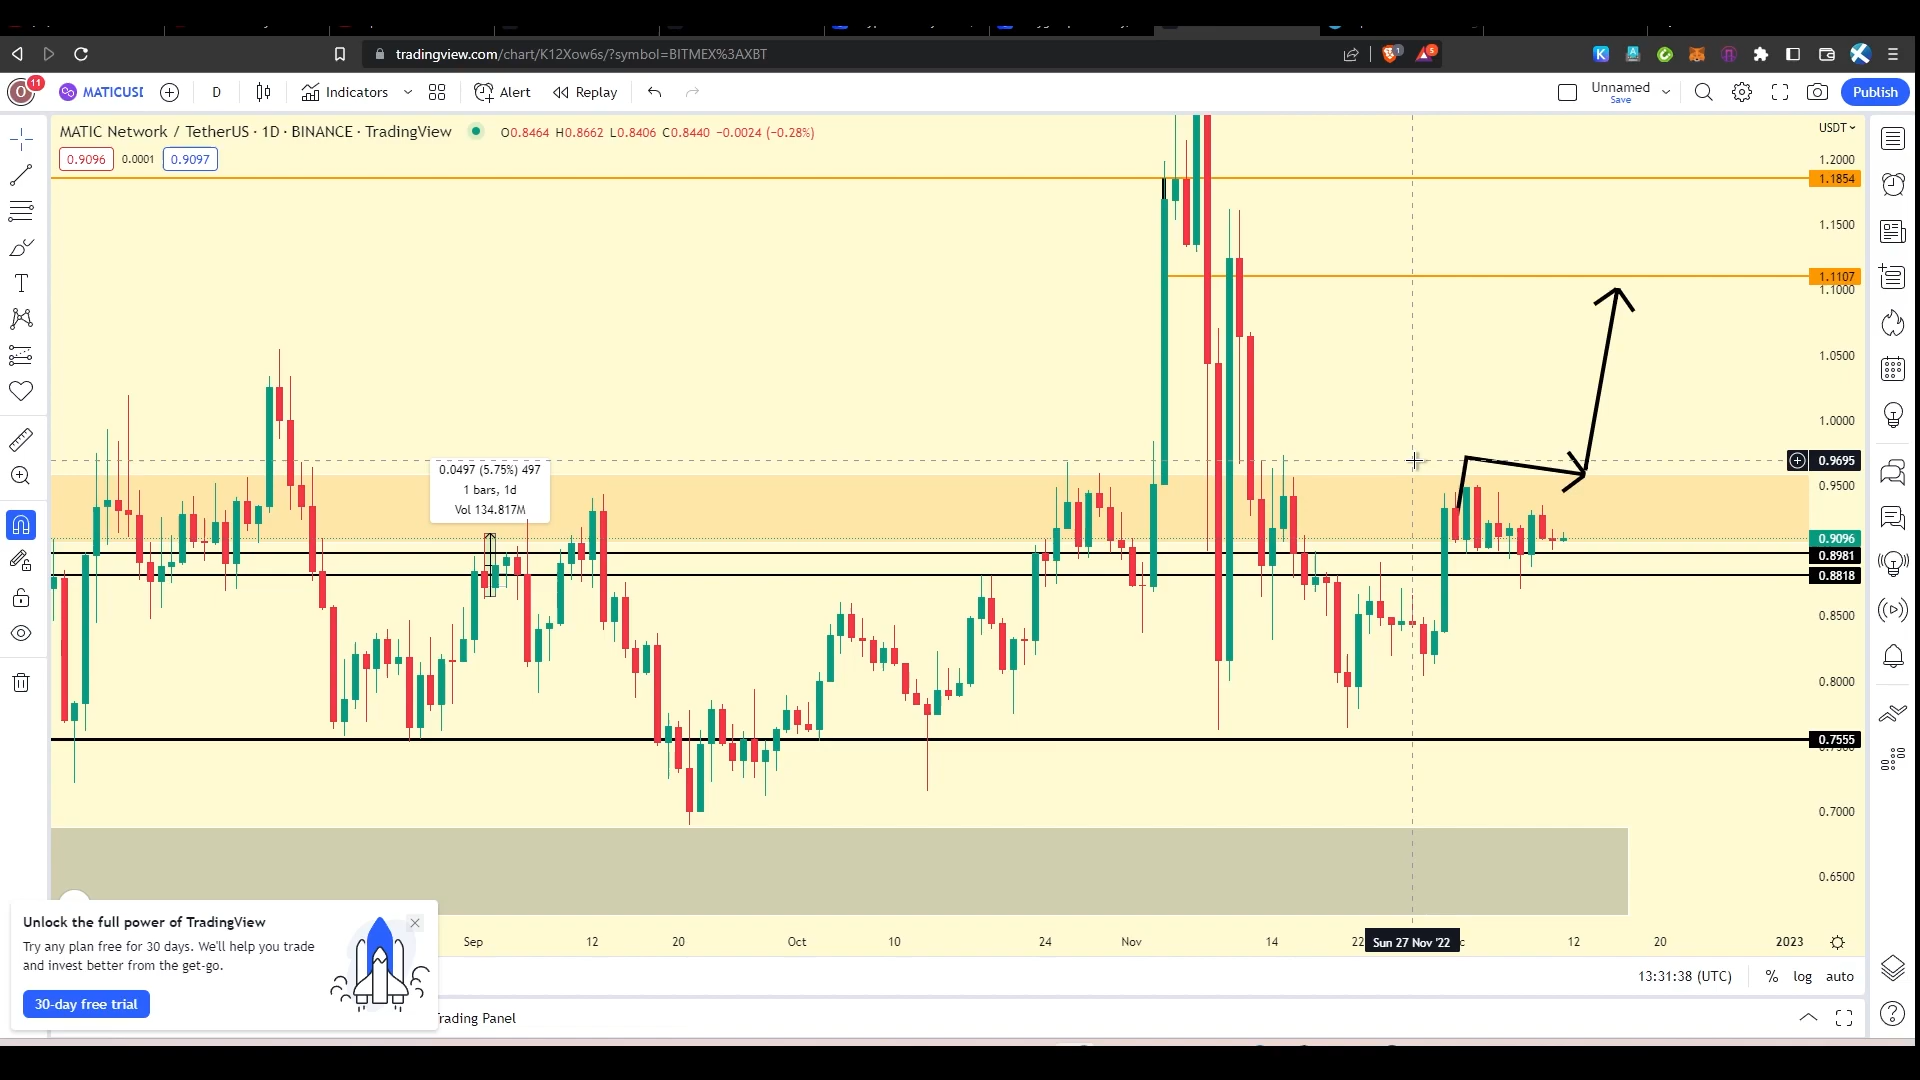 tradingview.com/chart/K12Xow6s/?symbol=BITMEX%3AXBT
1
5
11
MATICUSI
D
Indicators
Alert
Replay
Unnamed
Save
Publish
MATIC Network / TetherUS · 1D · BINANCE · TradingView
O0.8464 H0.8662 L0.8406 C0.8440 −0.0024 (−0.28%)
USDT
0.9096
0.0001
0.9097
1.2000
1.1854
1.1500
1.1107
1.1000
1.0500
1.0000
0.9695
0.9500
0.9096
0.8981
0.8818
0.8500
0.8000
0.7555
0.7000
0.6500
0.0497 (5.75%) 497
1 bars, 1d
Vol 134.817M
Unlock the full power of TradingView
Try any plan free for 30 days. We'll help you trade
and invest better from the get-go.
30-day free trial
Sep
12
20
Oct
10
24
Nov
14
22
Sun 27 Nov '22
12
20
2023
13:31:38 (UTC)
%
log
auto
rading Panel